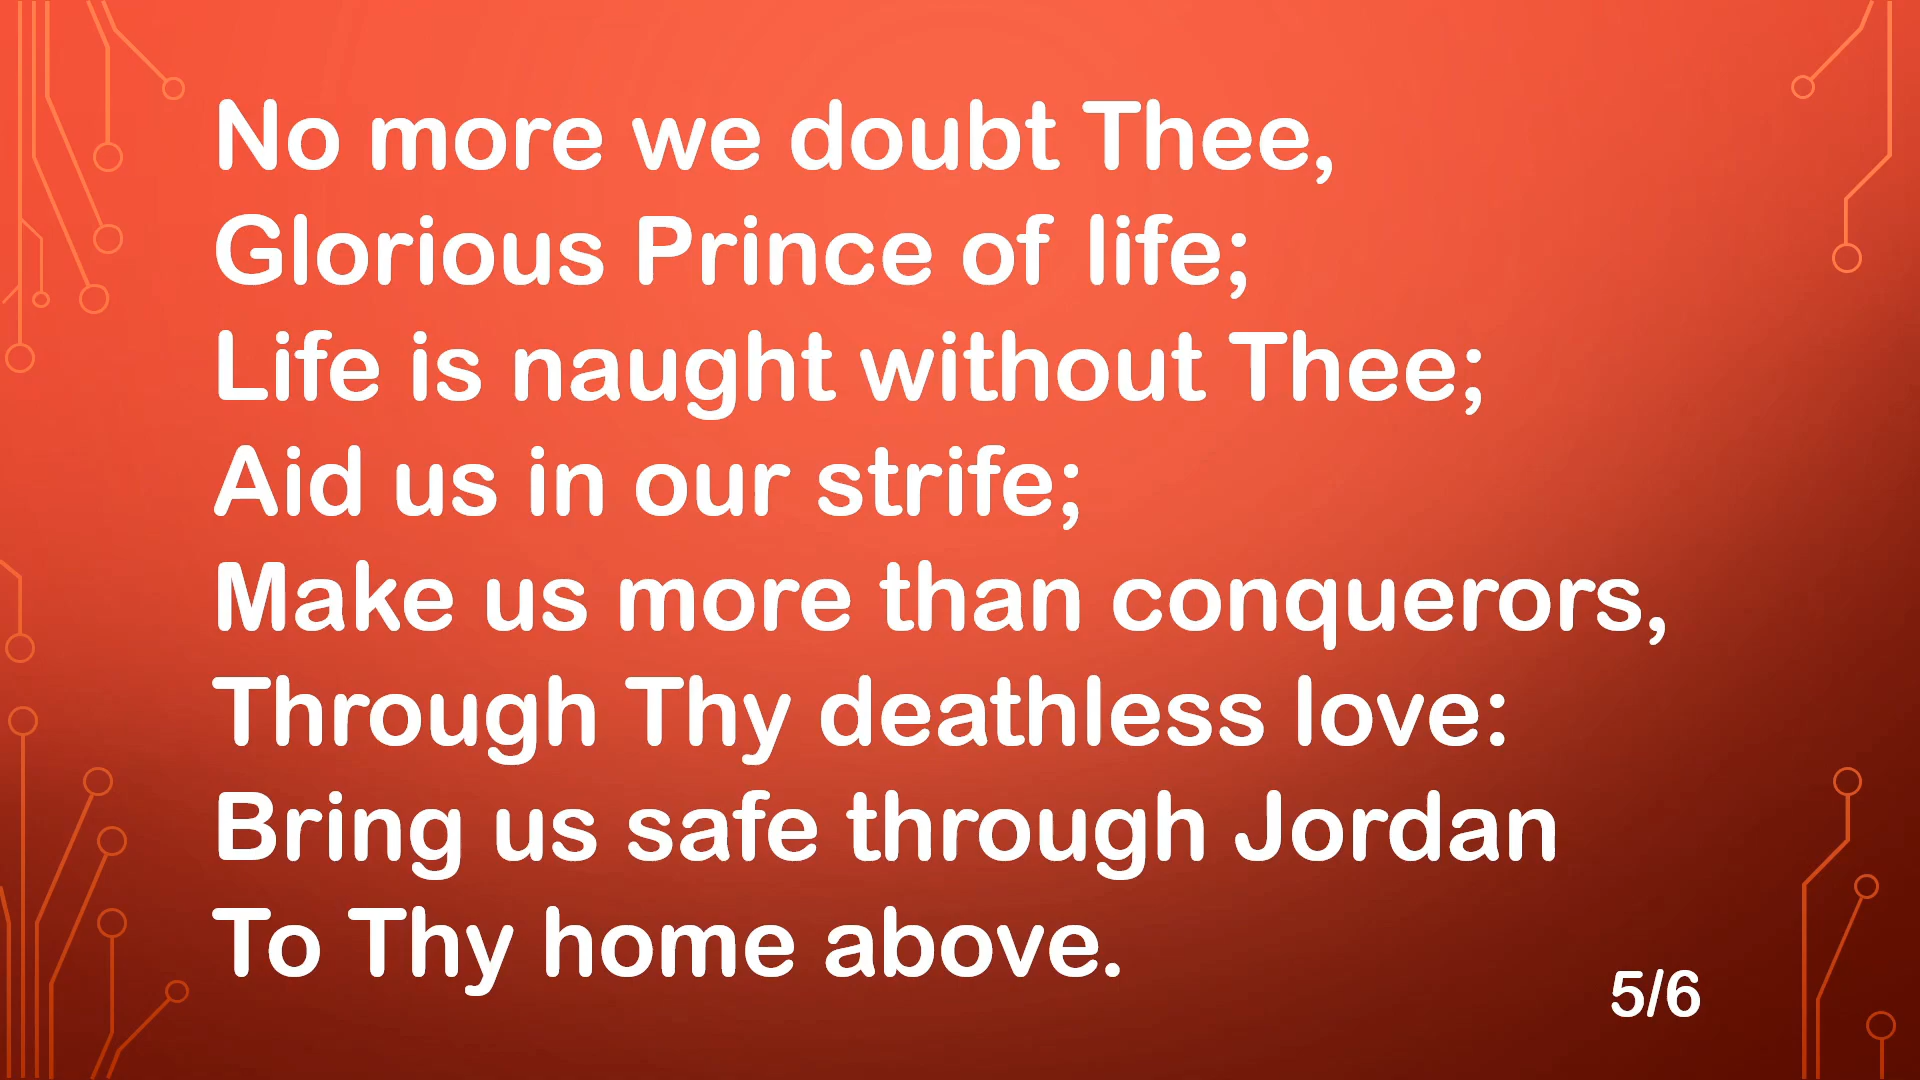 No more we doubt Thee,
Glorious Prince of life;
Life is naught without Thee;
Aid us in our strife;
Make us more than conquerors,
Through Thy deathless love:
Bring us safe through Jordan
To Thy home above.
5/6